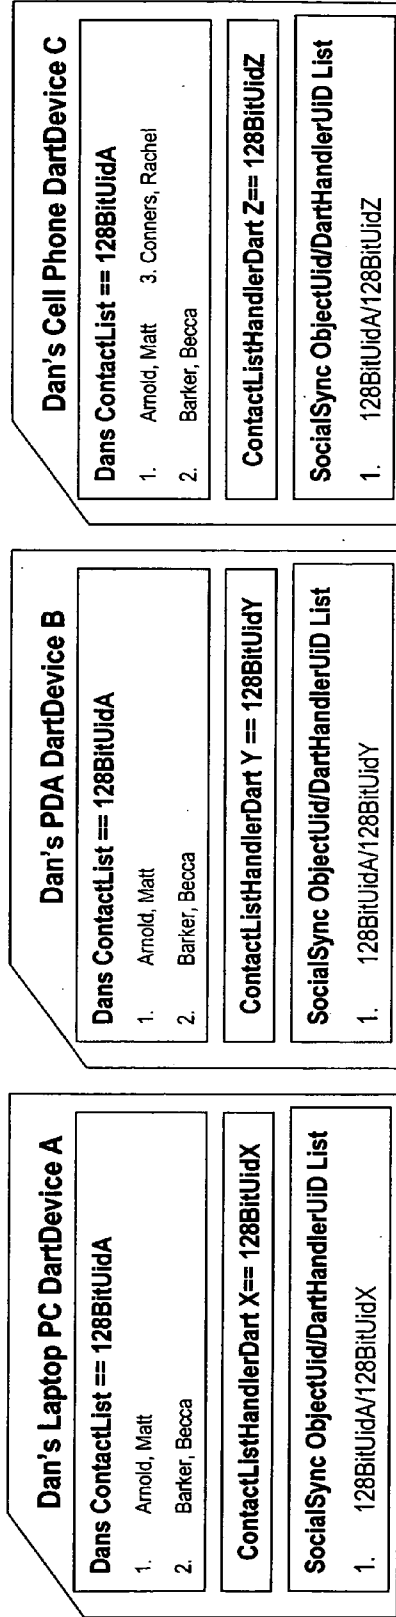 Dan's Laptop PC DartDevice A
Dans ContactList == 128BitUidA
1. Arnold, Matt
2. Barker, Becca
ContactListHandlerDart X== 128BitUidX
SocialSync ObjectUid/DartHandlerUiD List
1. 128BitUidA/128BitUidX
Dan's PDA DartDevice B
Dans ContactList == 128BitUidA
1. Arnold, Matt
2. Barker, Becca
ContactListHandlerDart Y == 128BitUidY
SocialSync ObjectUid/DartHandlerUiD List
1. 128BitUidA/128BitUidY
Dan's Cell Phone DartDevice C
Dans ContactList == 128BitUidA
1. Arnold, Matt 3. Conners, Rachel
2. Barker, Becca
ContactListHandlerDart Z== 128BitUidZ
SocialSync ObjectUid/DartHandlerUiD List
1. 128BitUidA/128BitUidZ